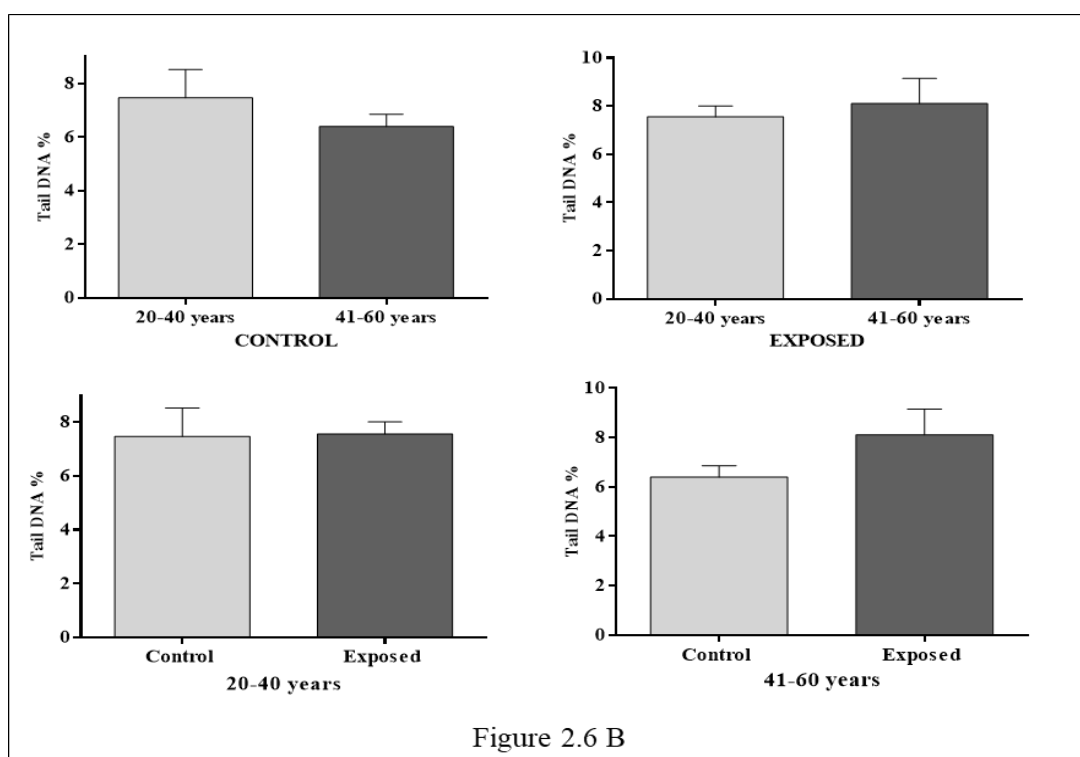 Tail DNA %
8
6
4
2
0
20-40 years 41-60 years
CONTROL
Tail DNA %
10
8
6
4
2
0
20-40 years 41-60 years
EXPOSED
Tail DNA %
8
6
4
2
0
Control Exposed
20-40 years
Tail DNA %
10
8
6
4
2
0
Control Exposed
41-60 years
Figure 2.6 B